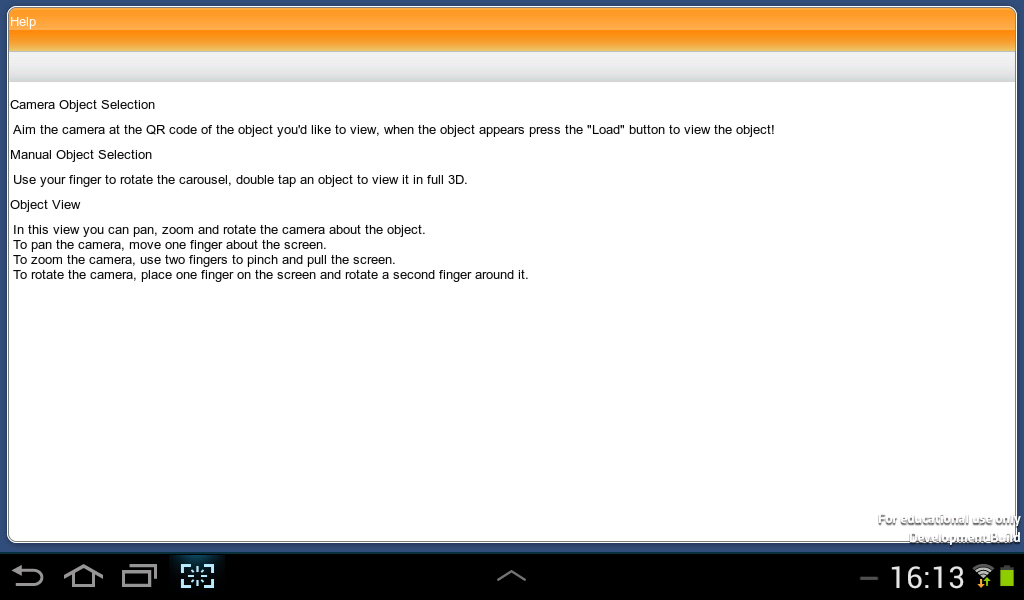 Help
Camera Object Selection
Aim the camera at the QR code of the object you'd like to view, when the object appears press the "Load" button to view the object!
Manual Object Selection
Use your finger to rotate the carousel, double tap an object to view it in full 3D.
Object View
In this view you can pan, zoom and rotate the camera about the object.
To pan the camera, move one finger about the screen.
To zoom the camera, use two fingers to pinch and pull the screen.
To rotate the camera, place one finger on the screen and rotate a second finger around it.
For educational use only
Development Build
16:13